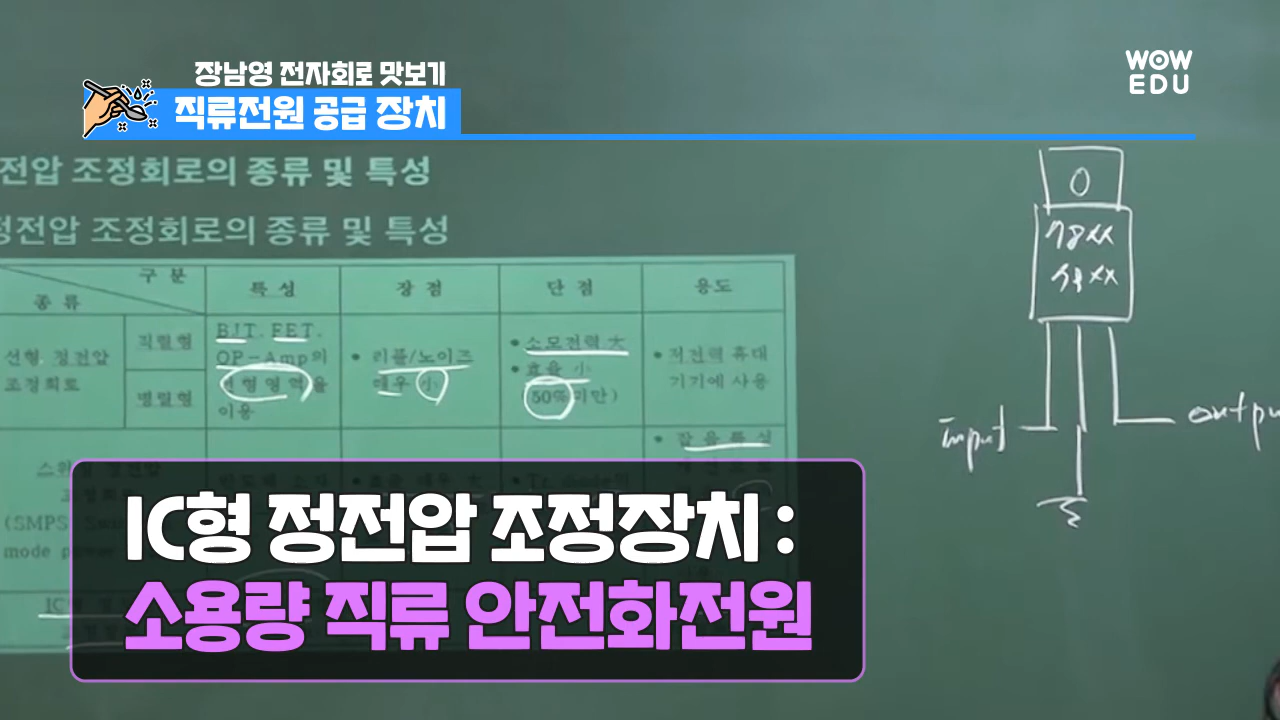 장남영 전자회로 맛보기
직류전원 공급 장치
WOW
EDU
전압 조정회로의 종류 및 특성
정전압 조정회로의 종류 및 특성
구 분
종 류
특 성
장 점
단 점
용도
선형 정전압
조정회로
직렬형
병렬형
BJT, FET,
OP-Amp의
선형영역을
이용
• 리플/노이즈
매우 小
• 소모전력 大
• 효율 小
(50%미만)
• 저전력 휴대
기기에 사용
• 잡음특성
78xx
input
outpu
(SMPS
mode
IC형 정전압 조정장치 :
소용량 직류 안전화전원